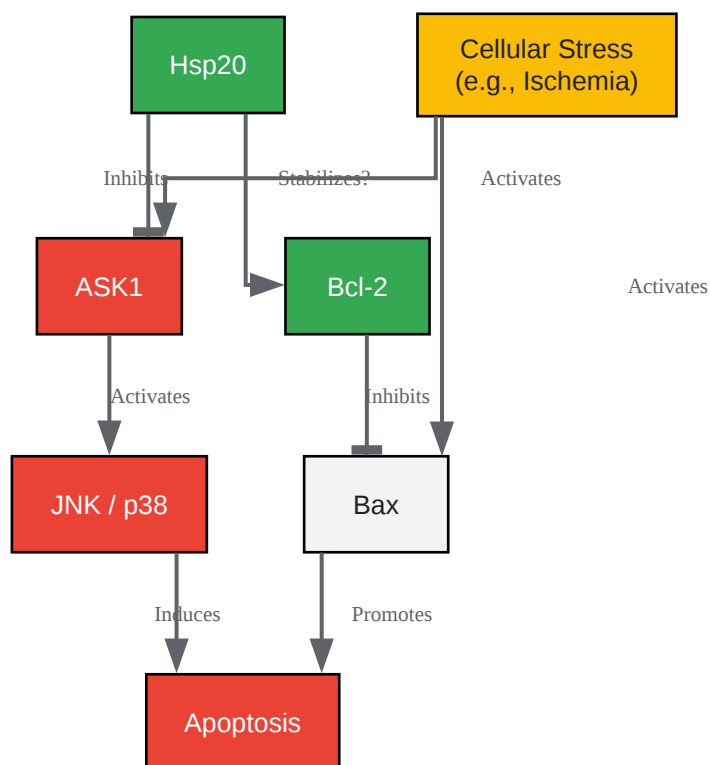 Hsp20
Cellular Stress
(e.g., Ischemia)
Inhibits
Stabilizes?
Activates
ASK1
Bcl-2
Activates
Activates
Inhibits
JNK / p38
Bax
Induces
Promotes
Apoptosis